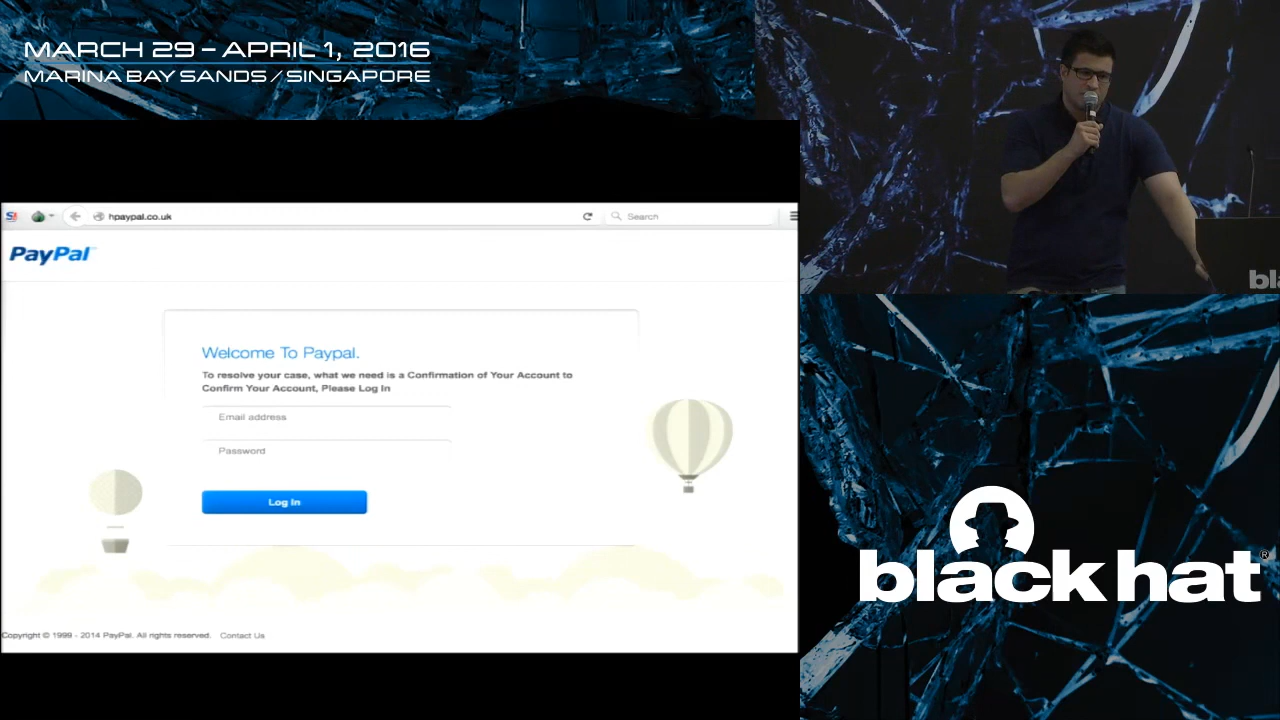 MARCH 29 – APRIL 1, 2016
MARINA BAY SANDS / SINGAPORE
hpaypal.co.uk
Search
PayPal
Welcome To Paypal.
To resolve your case, what we need is a Confirmation of Your Account to
Confirm Your Account, Please Log In
Email address
Password
Log In
Copyright © 1999 - 2014 PayPal. All rights reserved. Contact Us
bla
black hat®